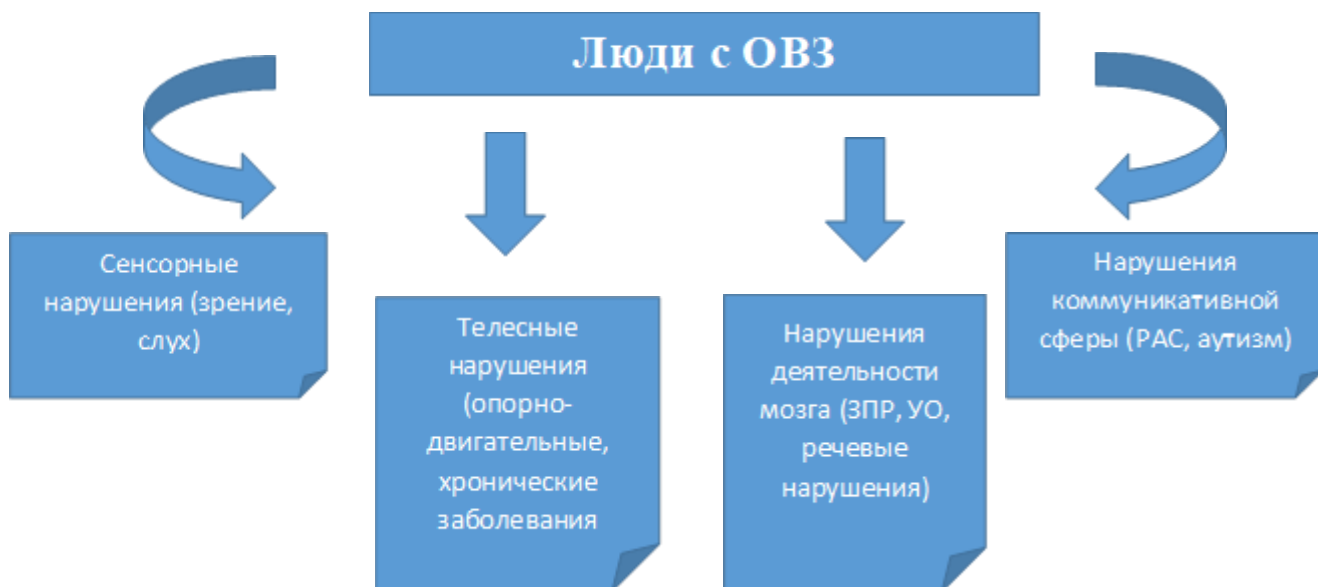 Люди с ОВЗ
Сенсорные
нарушения (зрение,
слух)
Телесные
нарушения
(опорно-
двигательные,
хронические
заболевания
Нарушения
деятельности
мозга (ЗПР, УО,
речевые
нарушения)
Нарушения
коммуникативной
сферы (РАС, аутизм)